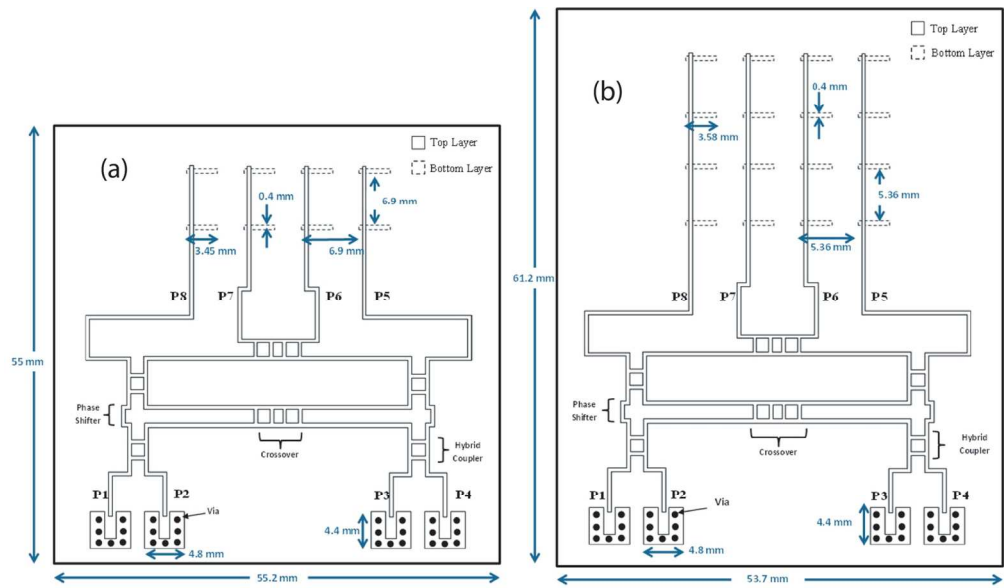 (a)
Top Layer
Bottom Layer
0.4 mm
6.9 mm
3.45 mm
6.9 mm
P8
P7
P6
P5
55 mm
Phase
Shifter
Crossover
Hybrid
Coupler
P1
P2
P3
P4
Via
4.4 mm
4.8 mm
55.2 mm
(b)
Top Layer
Bottom Layer
0.4 mm
3.58 mm
5.36 mm
5.36 mm
61.2 mm
P8
P7
P6
P5
Phase
Shifter
Crossover
Hybrid
Coupler
P1
P2
Via
P3
P4
4.4 mm
4.8 mm
53.7 mm